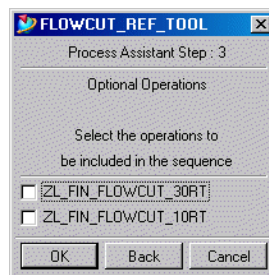 FLOWCUT_REF_TOOL
Process Assistant Step : 3
Optional Operations
Select the operations to
be included in the sequence
ZL_FIN_FLOWCUT_30RT
ZL_FIN_FLOWCUT_10RT
OK Back Cancel